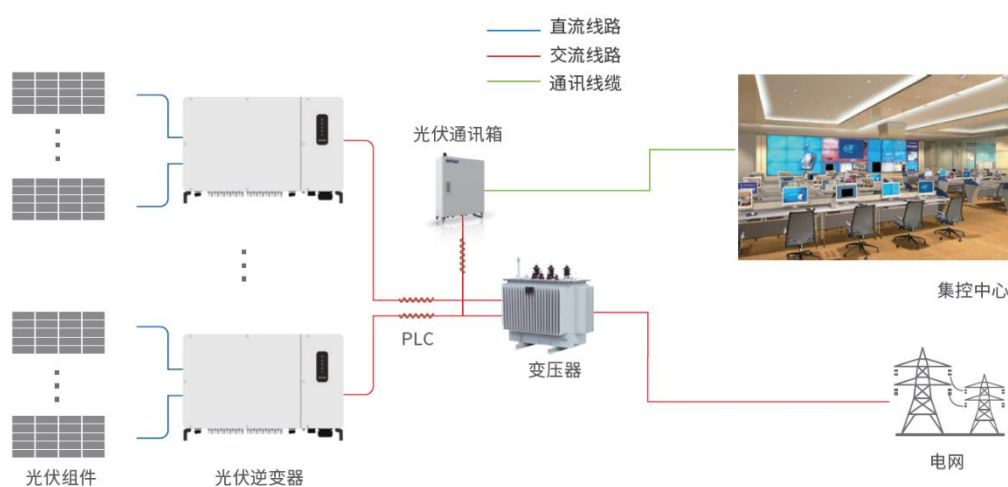 直流线路
交流线路
通讯线缆
光伏通讯箱
集控中心
PLC
变压器
电网
光伏组件
光伏逆变器